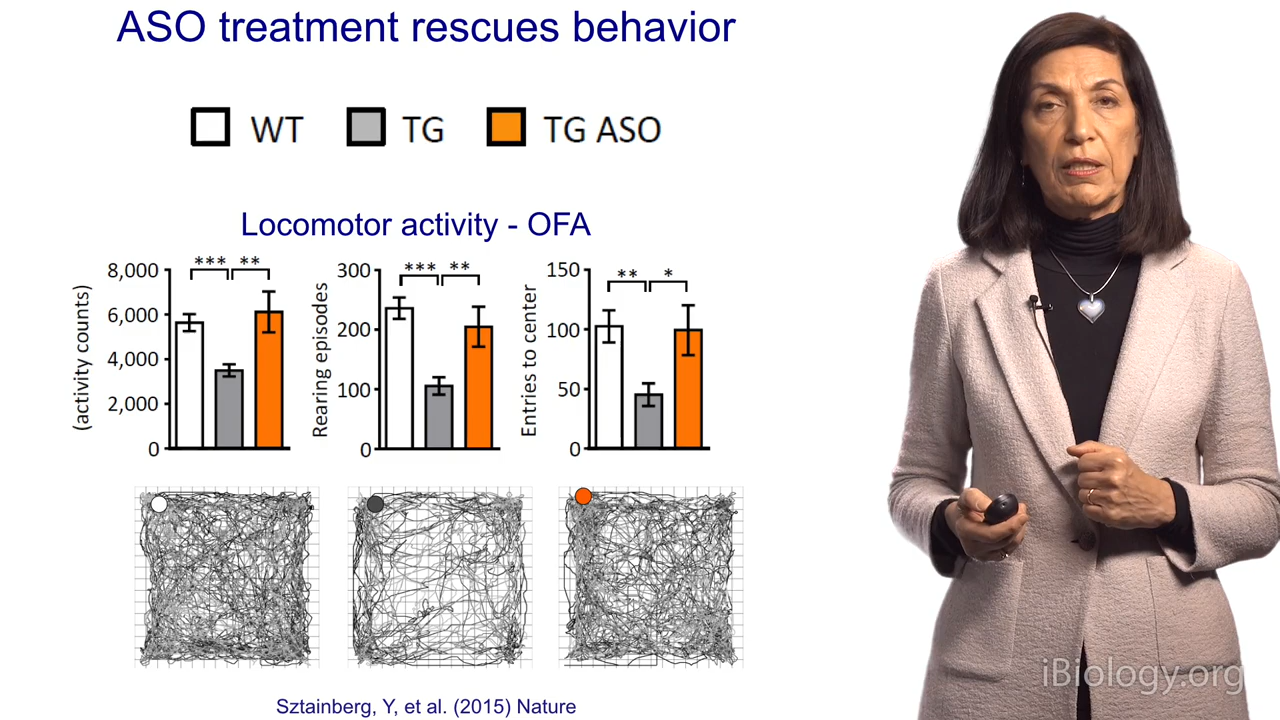 ASO treatment rescues behavior
WT TG TG ASO
Locomotor activity - OFA
(activity counts)
8,000
6,000
4,000
2,000
0
*** **
Rearing episodes
300
200
100
0
*** **
Entries to center
150
100
50
0
** *
Sztainberg, Y, et al. (2015) Nature
iBiology.org